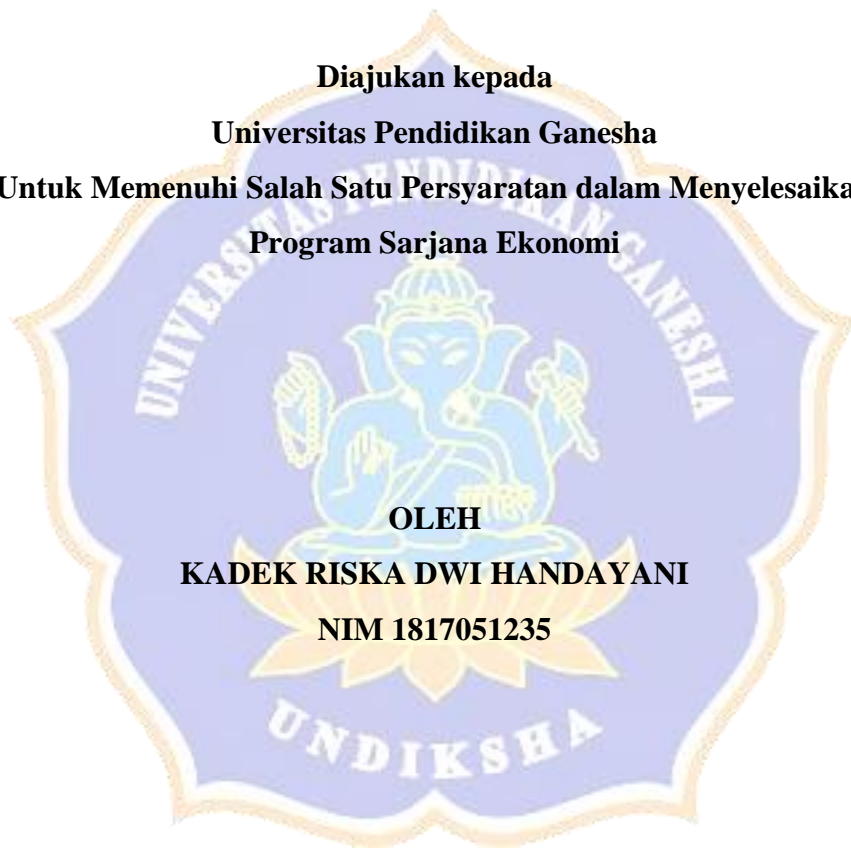 Diajukan kepada
Universitas Pendidikan Ganesha
Untuk Memenuhi Salah Satu Persyaratan dalam Menyelesaika
Program Sarjana Ekonomi
UNIVERSITAS PENDIDIKAN GANESHA
OLEH
KADEK RISKA DWI HANDAYANI
NIM 1817051235
UNDIKSHA